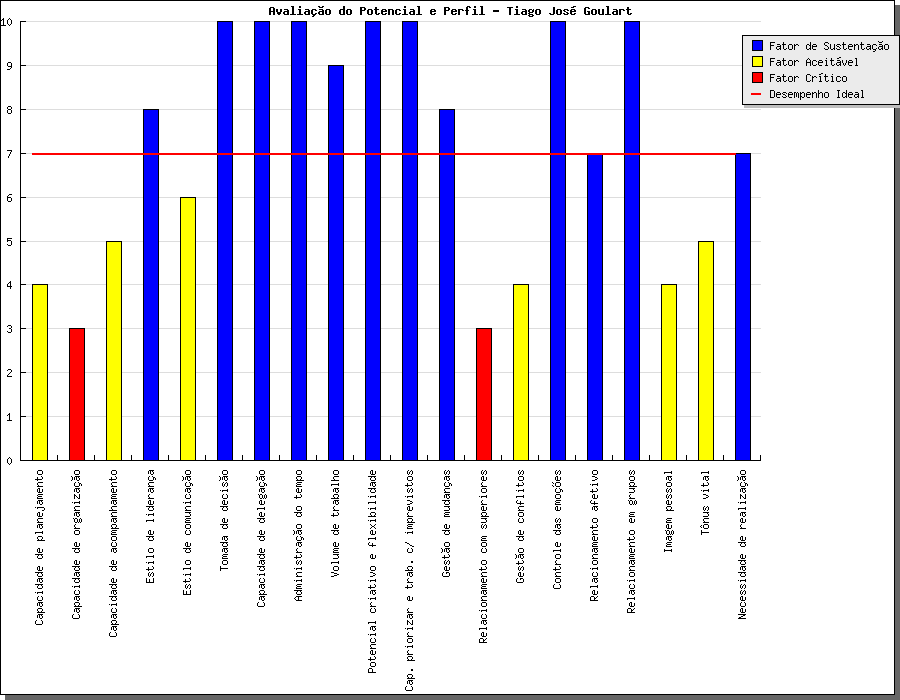 Avaliação do Potencial e Perfil - Tiago José Goulart
Fator de Sustentação
Fator Aceitável
Fator Crítico
Desempenho Ideal
10
9
8
7
6
5
4
3
2
1
0
Capacidade de planejamento
Capacidade de organização
Capacidade de acompanhamento
Estilo de liderança
Estilo de comunicação
Tomada de decisão
Capacidade de delegação
Administração do tempo
Volume de trabalho
Potencial criativo e flexibilidade
Cap. priorizar e trab. c/ imprevistos
Gestão de mudanças
Relacionamento com superiores
Gestão de conflitos
Controle das emoções
Relacionamento afetivo
Relacionamento em grupos
Imagem pessoal
Tônus vital
Necessidade de realização